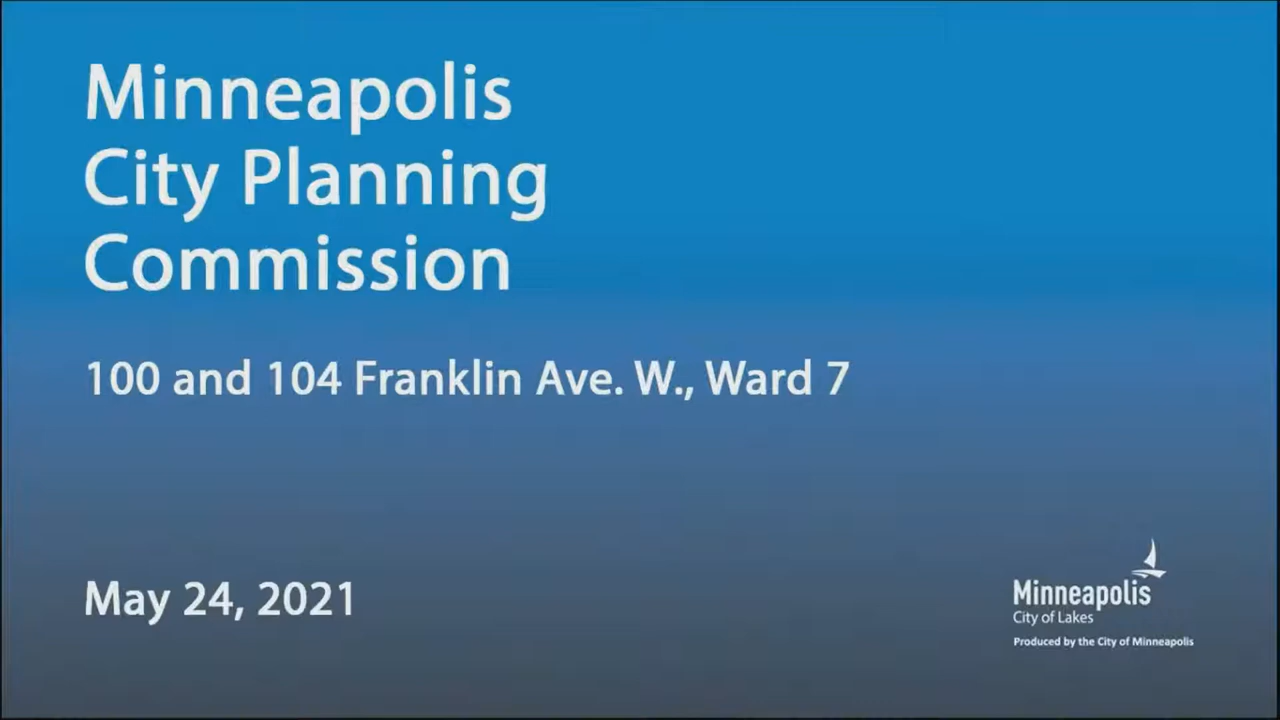 Minneapolis
City Planning
Commission
100 and 104 Franklin Ave. W., Ward 7
May 24, 2021
Minneapolis
City of Lakes
Produced by the City of Minneapolis